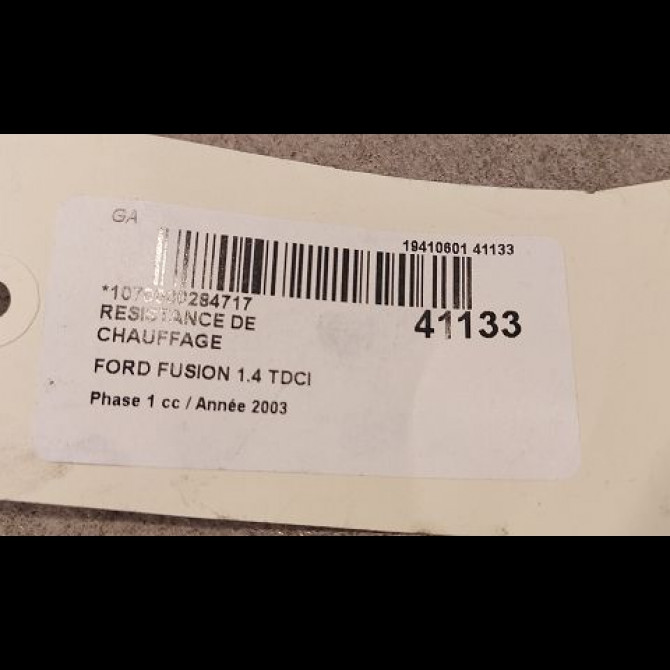 GA
19410601 41133
41133
RESISTANCE DE
CHAUFFAGE
FORD FUSION 1.4 TDCI
Phase 1 cc / Année 2003